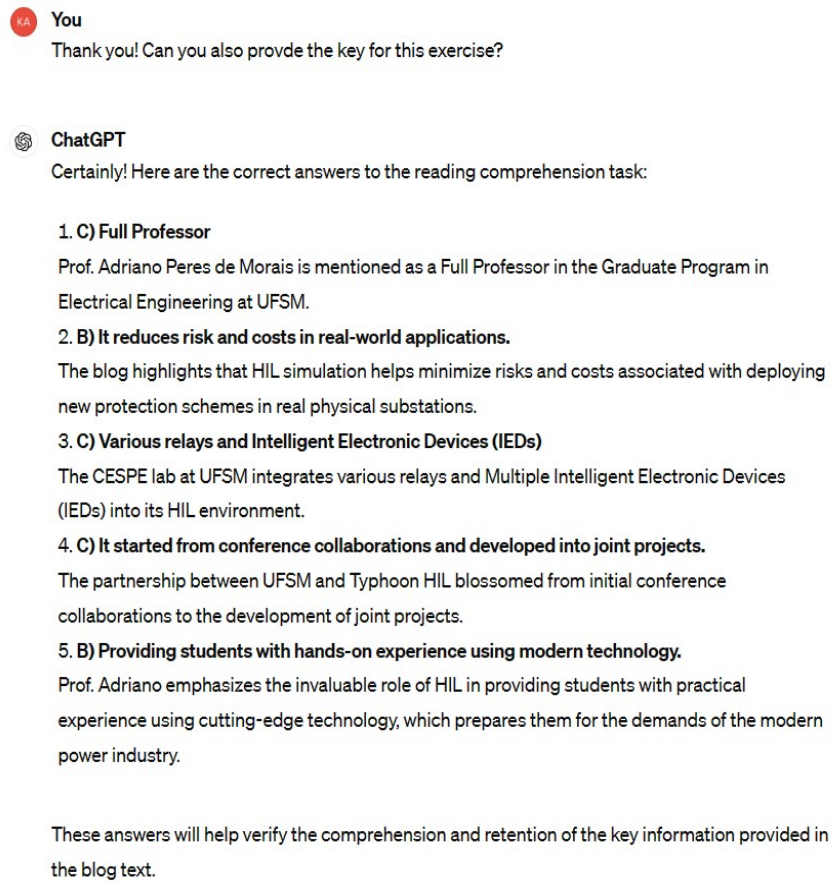 KA
You
Thank you! Can you also provde the key for this exercise?
ChatGPT
Certainly! Here are the correct answers to the reading comprehension task:
1. C) Full Professor
Prof. Adriano Peres de Morais is mentioned as a Full Professor in the Graduate Program in
Electrical Engineering at UFSM.
2. B) It reduces risk and costs in real-world applications.
The blog highlights that HIL simulation helps minimize risks and costs associated with deploying
new protection schemes in real physical substations.
3. C) Various relays and Intelligent Electronic Devices (IEDs)
The CESPE lab at UFSM integrates various relays and Multiple Intelligent Electronic Devices
(IEDs) into its HIL environment.
4. C) It started from conference collaborations and developed into joint projects.
The partnership between UFSM and Typhoon HIL blossomed from initial conference
collaborations to the development of joint projects.
5. B) Providing students with hands-on experience using modern technology.
Prof. Adriano emphasizes the invaluable role of HIL in providing students with practical
experience using cutting-edge technology, which prepares them for the demands of the modern
power industry.
These answers will help verify the comprehension and retention of the key information provided in
the blog text.